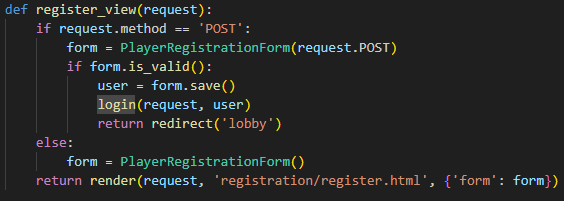 def register_view(request):
    if request.method == 'POST':
        form = PlayerRegistrationForm(request.POST)
        if form.is_valid():
            user = form.save()
            login(request, user)
            return redirect('lobby')
    else:
        form = PlayerRegistrationForm()
    return render(request, 'registration/register.html', {'form': form})